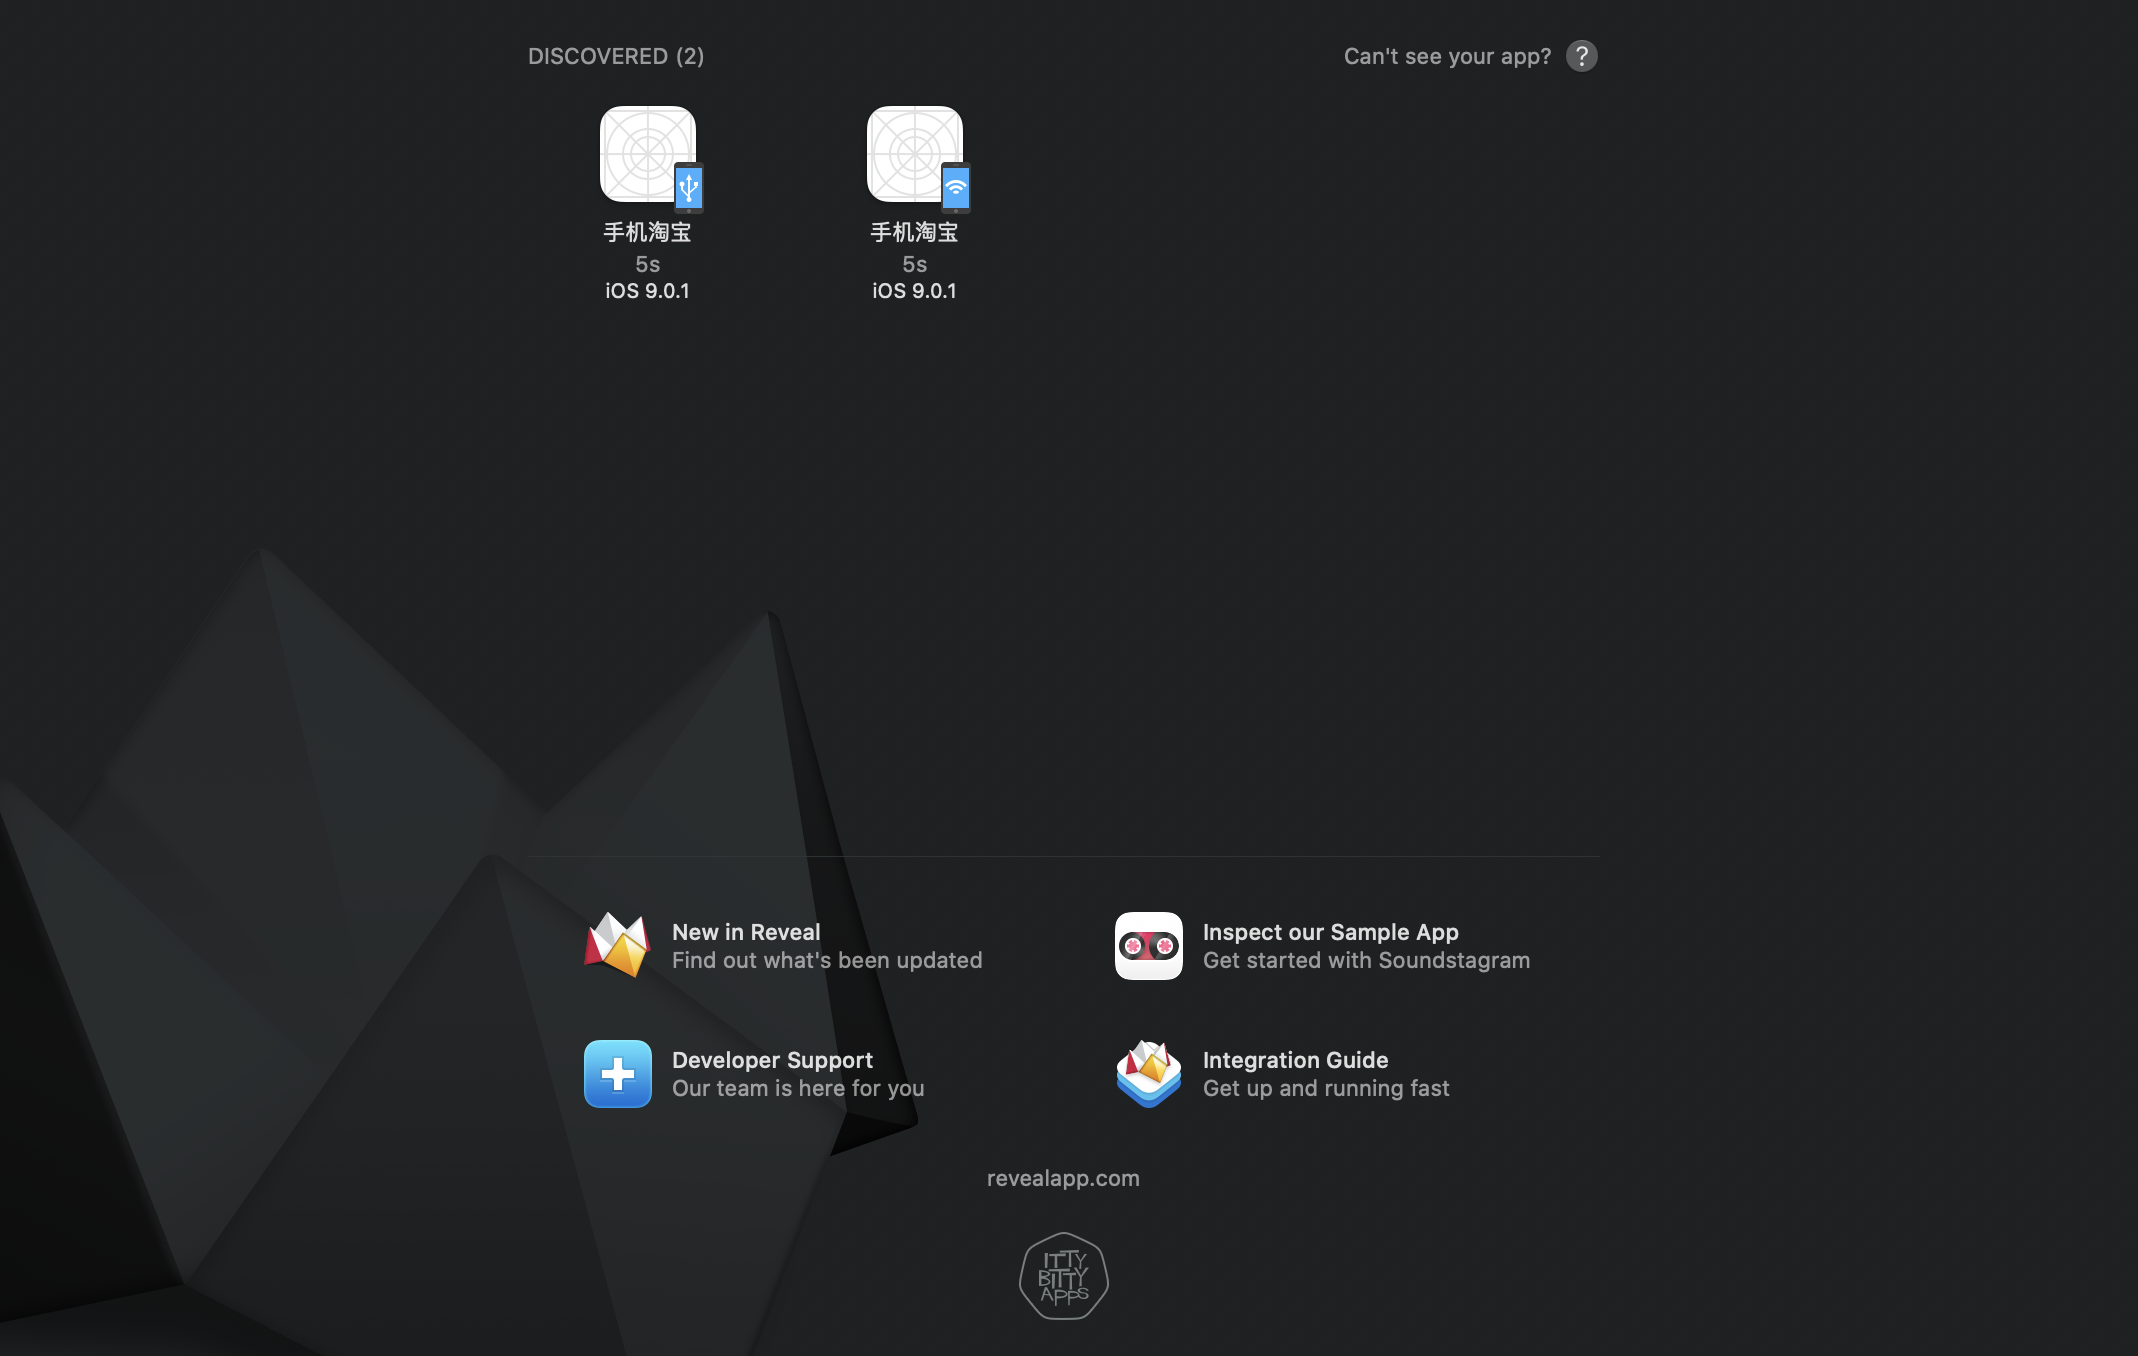 DISCOVERED (2)
Can't see your app? ?
手机淘宝
5s
iOS 9.0.1
手机淘宝
5s
iOS 9.0.1
New in Reveal
Find out what's been updated
Inspect our Sample App
Get started with Soundstagram
Developer Support
Our team is here for you
Integration Guide
Get up and running fast
revealapp.com
ITTY
BITTY
APPS